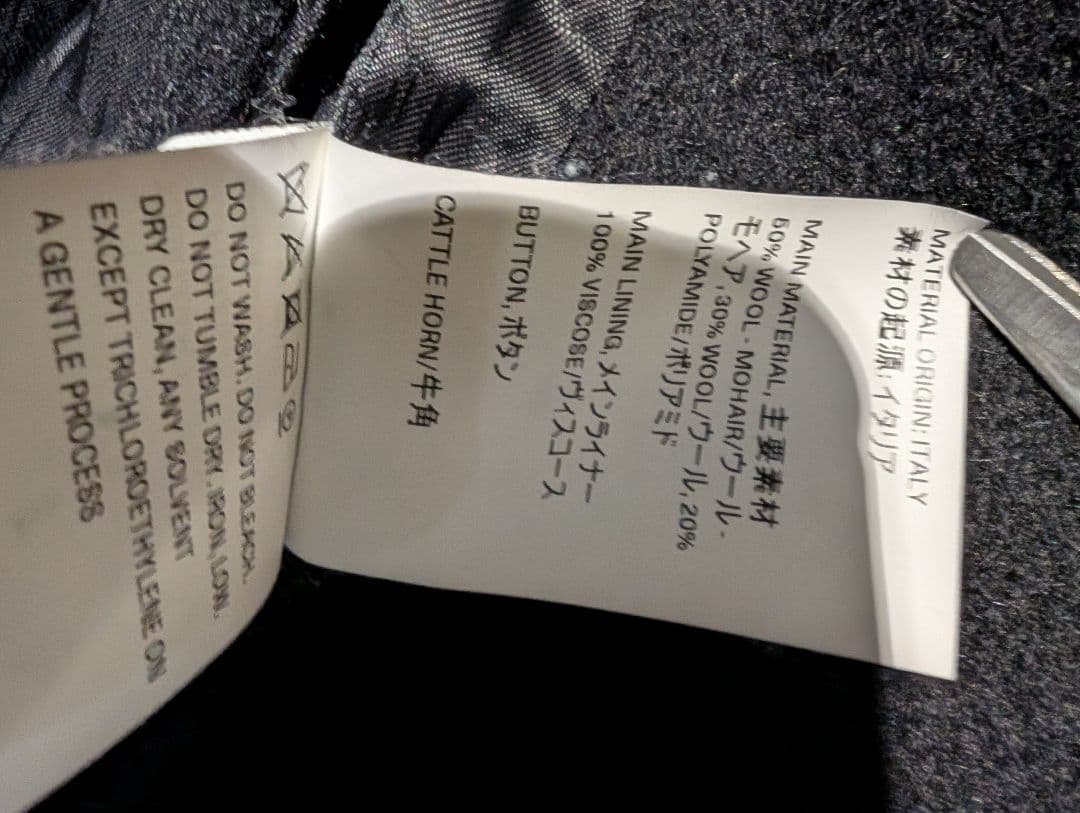 MATERIAL ORIGIN: ITALY
素材の起源: イタリア
MAIN MATERIAL, 主要素材
50% WOOL - MOHAIR/ウール -
モヘア, 30% WOOL/ウール, 20%
POLYAMIDE/ポリアミド
MAIN LINING, メインライナー
100% VISCOSE/ヴィスコース
BUTTON, ボタン
CATTLE HORN/牛角
DO NOT WASH. DO NOT BLEACH.
DO NOT TUMBLE DRY. IRON, LOW.
DRY CLEAN, ANY SOLVENT
EXCEPT TRICHLOROETHYLENE ON
A GENTLE PROCESS